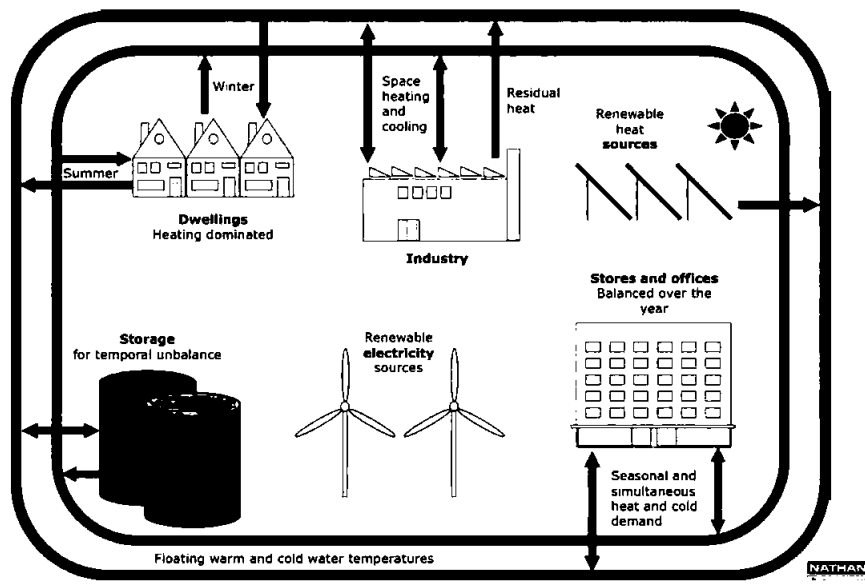 Winter
Space
heating
and
cooling
Residual
heat
Renewable
heat
sources
Summer
Dwellings
Heating dominated
Industry
Stores and offices
Balanced over the
year
Storage
for temporal unbalance
Renewable
electricity
sources
Seasonal and
simultaneous
heat and cold
demand
Floating warm and cold water temperatures
NATHAN